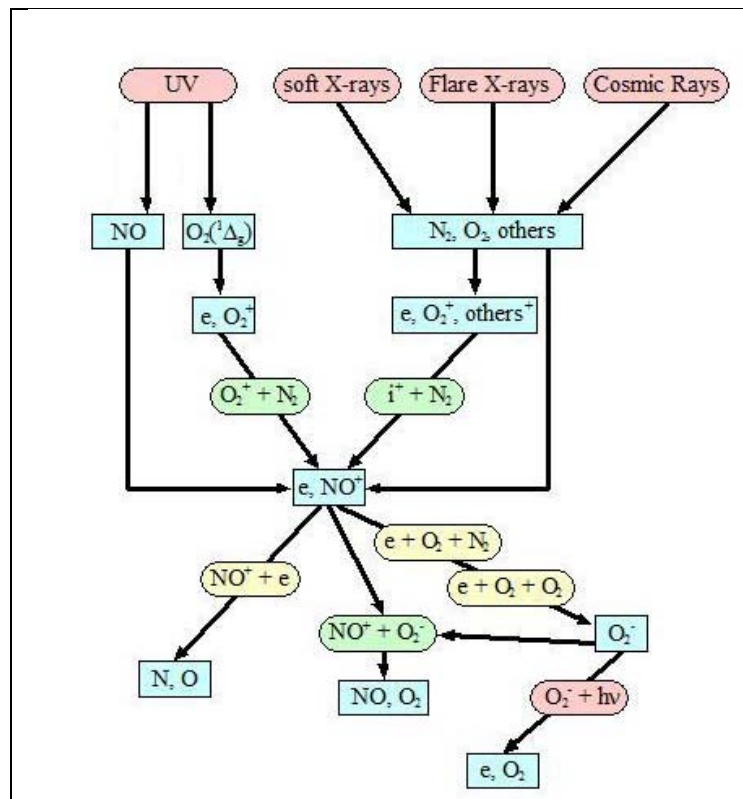 UV
soft X-rays
Flare X-rays
Cosmic Rays
NO
O₂(¹Δg)
N₂, O₂, others
e, O₂⁺
e, O₂⁺, others⁺
O₂⁺ + N₂
i⁺ + N₂
e, NO⁺
e + O₂ + N₂
NO⁺ + e
e + O₂ + O₂
NO⁺ + O₂⁻
O₂⁻
N, O
NO, O₂
O₂⁻ + hν
e, O₂